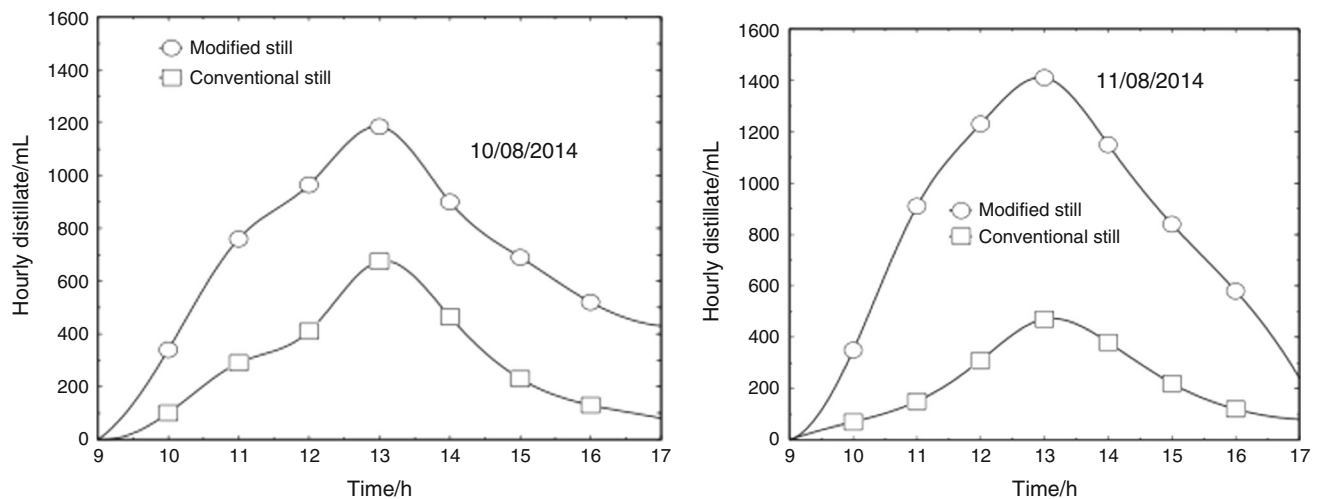 1600
1400
1200
1000
800
600
400
200
0
Hourly distillate/mL
Modified still
Conventional still
10/08/2014
9 10 11 12 13 14 15 16 17
Time/h
1600
1400
1200
1000
800
600
400
200
0
Hourly distillate/mL
11/08/2014
Modified still
Conventional still
9 10 11 12 13 14 15 16 17
Time/h